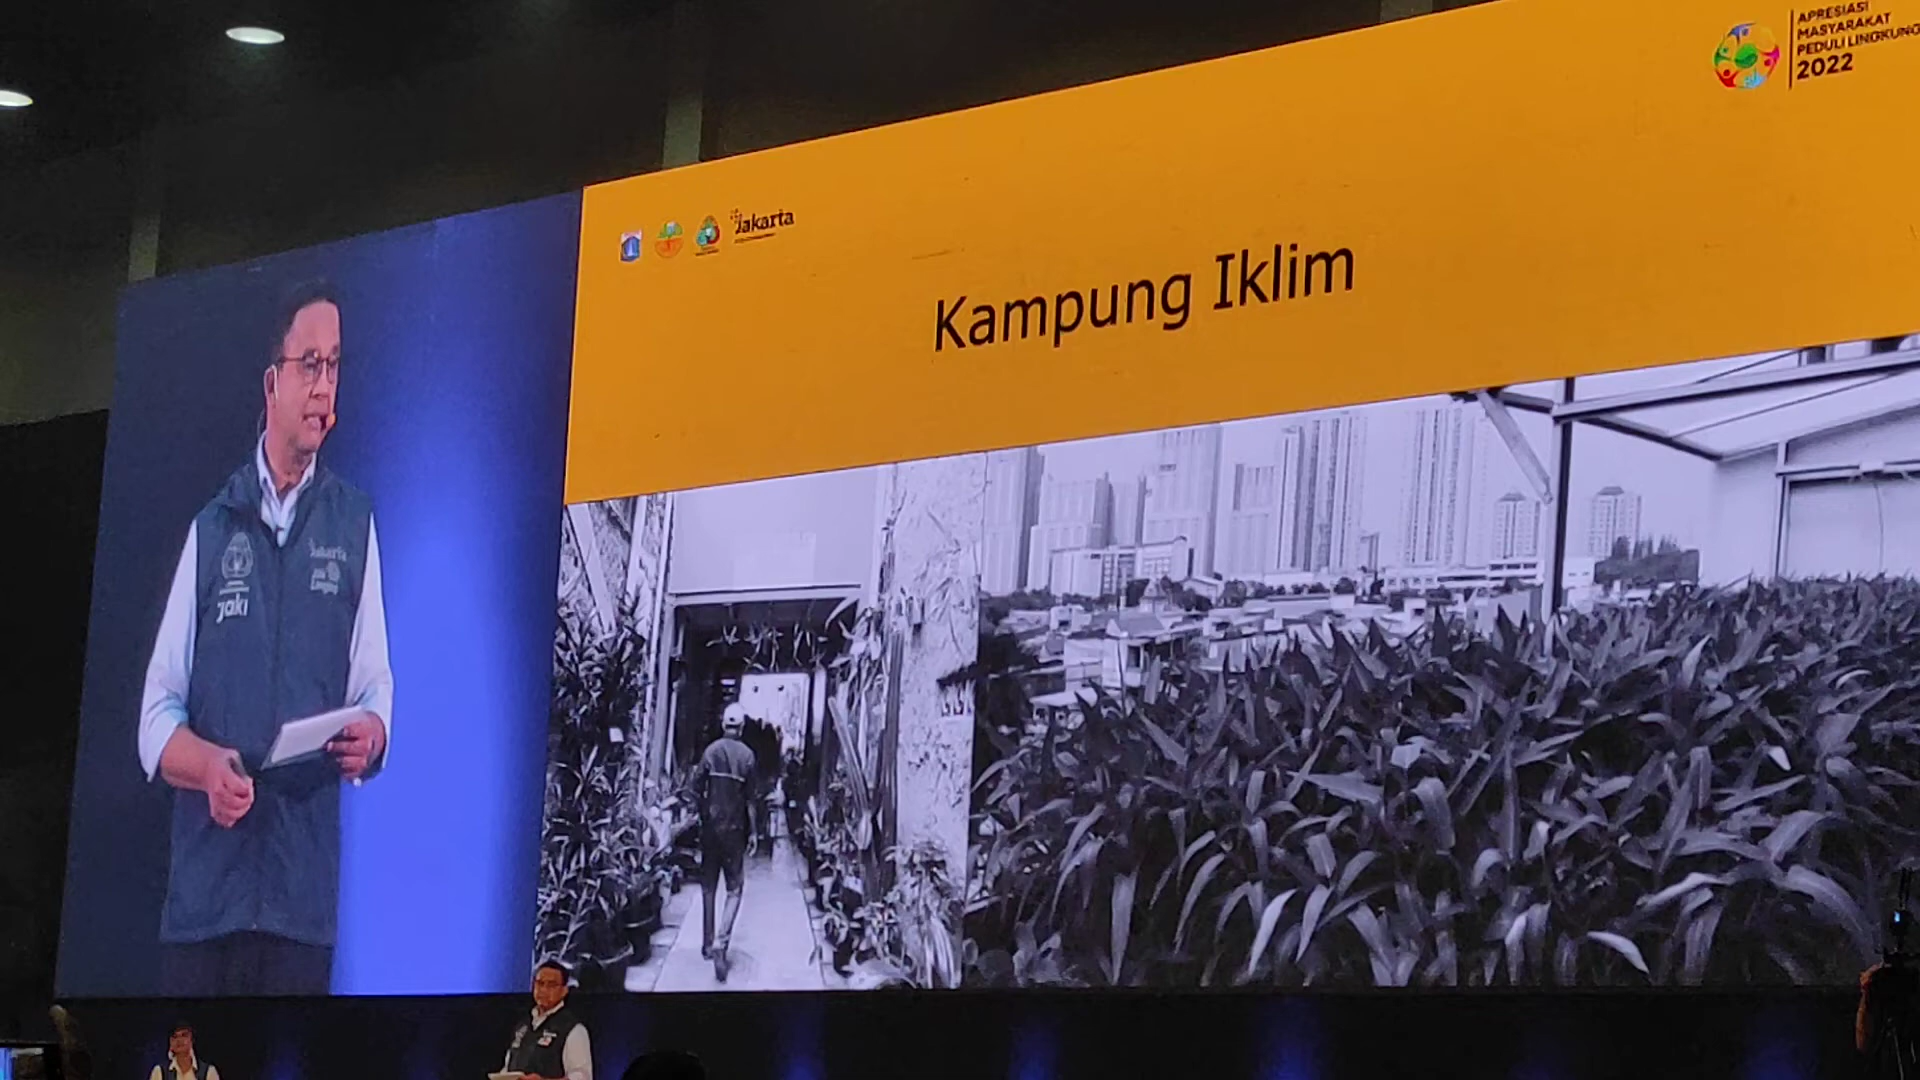 APRESIASI
MASYARAKAT
PEDULI LINGKUNG
2022
Jakarta
Kampung Iklim
Jakarta
jaki